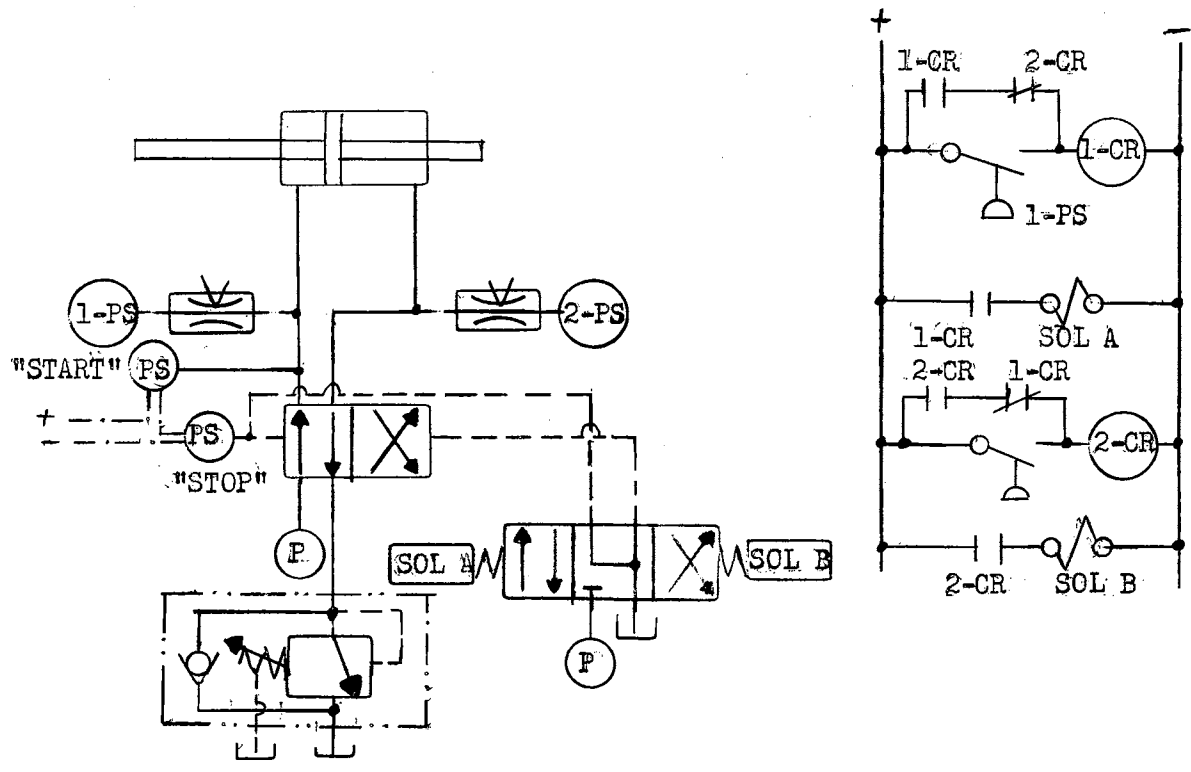 + −
1-CR 2-CR
1-CR
1-PS
1-PS 2-PS
"START" PS
+
−
PS
"STOP"
1-CR SOL A
2-CR 1-CR
2-CR
P
SOL A SOL B
2-CR SOL B
P